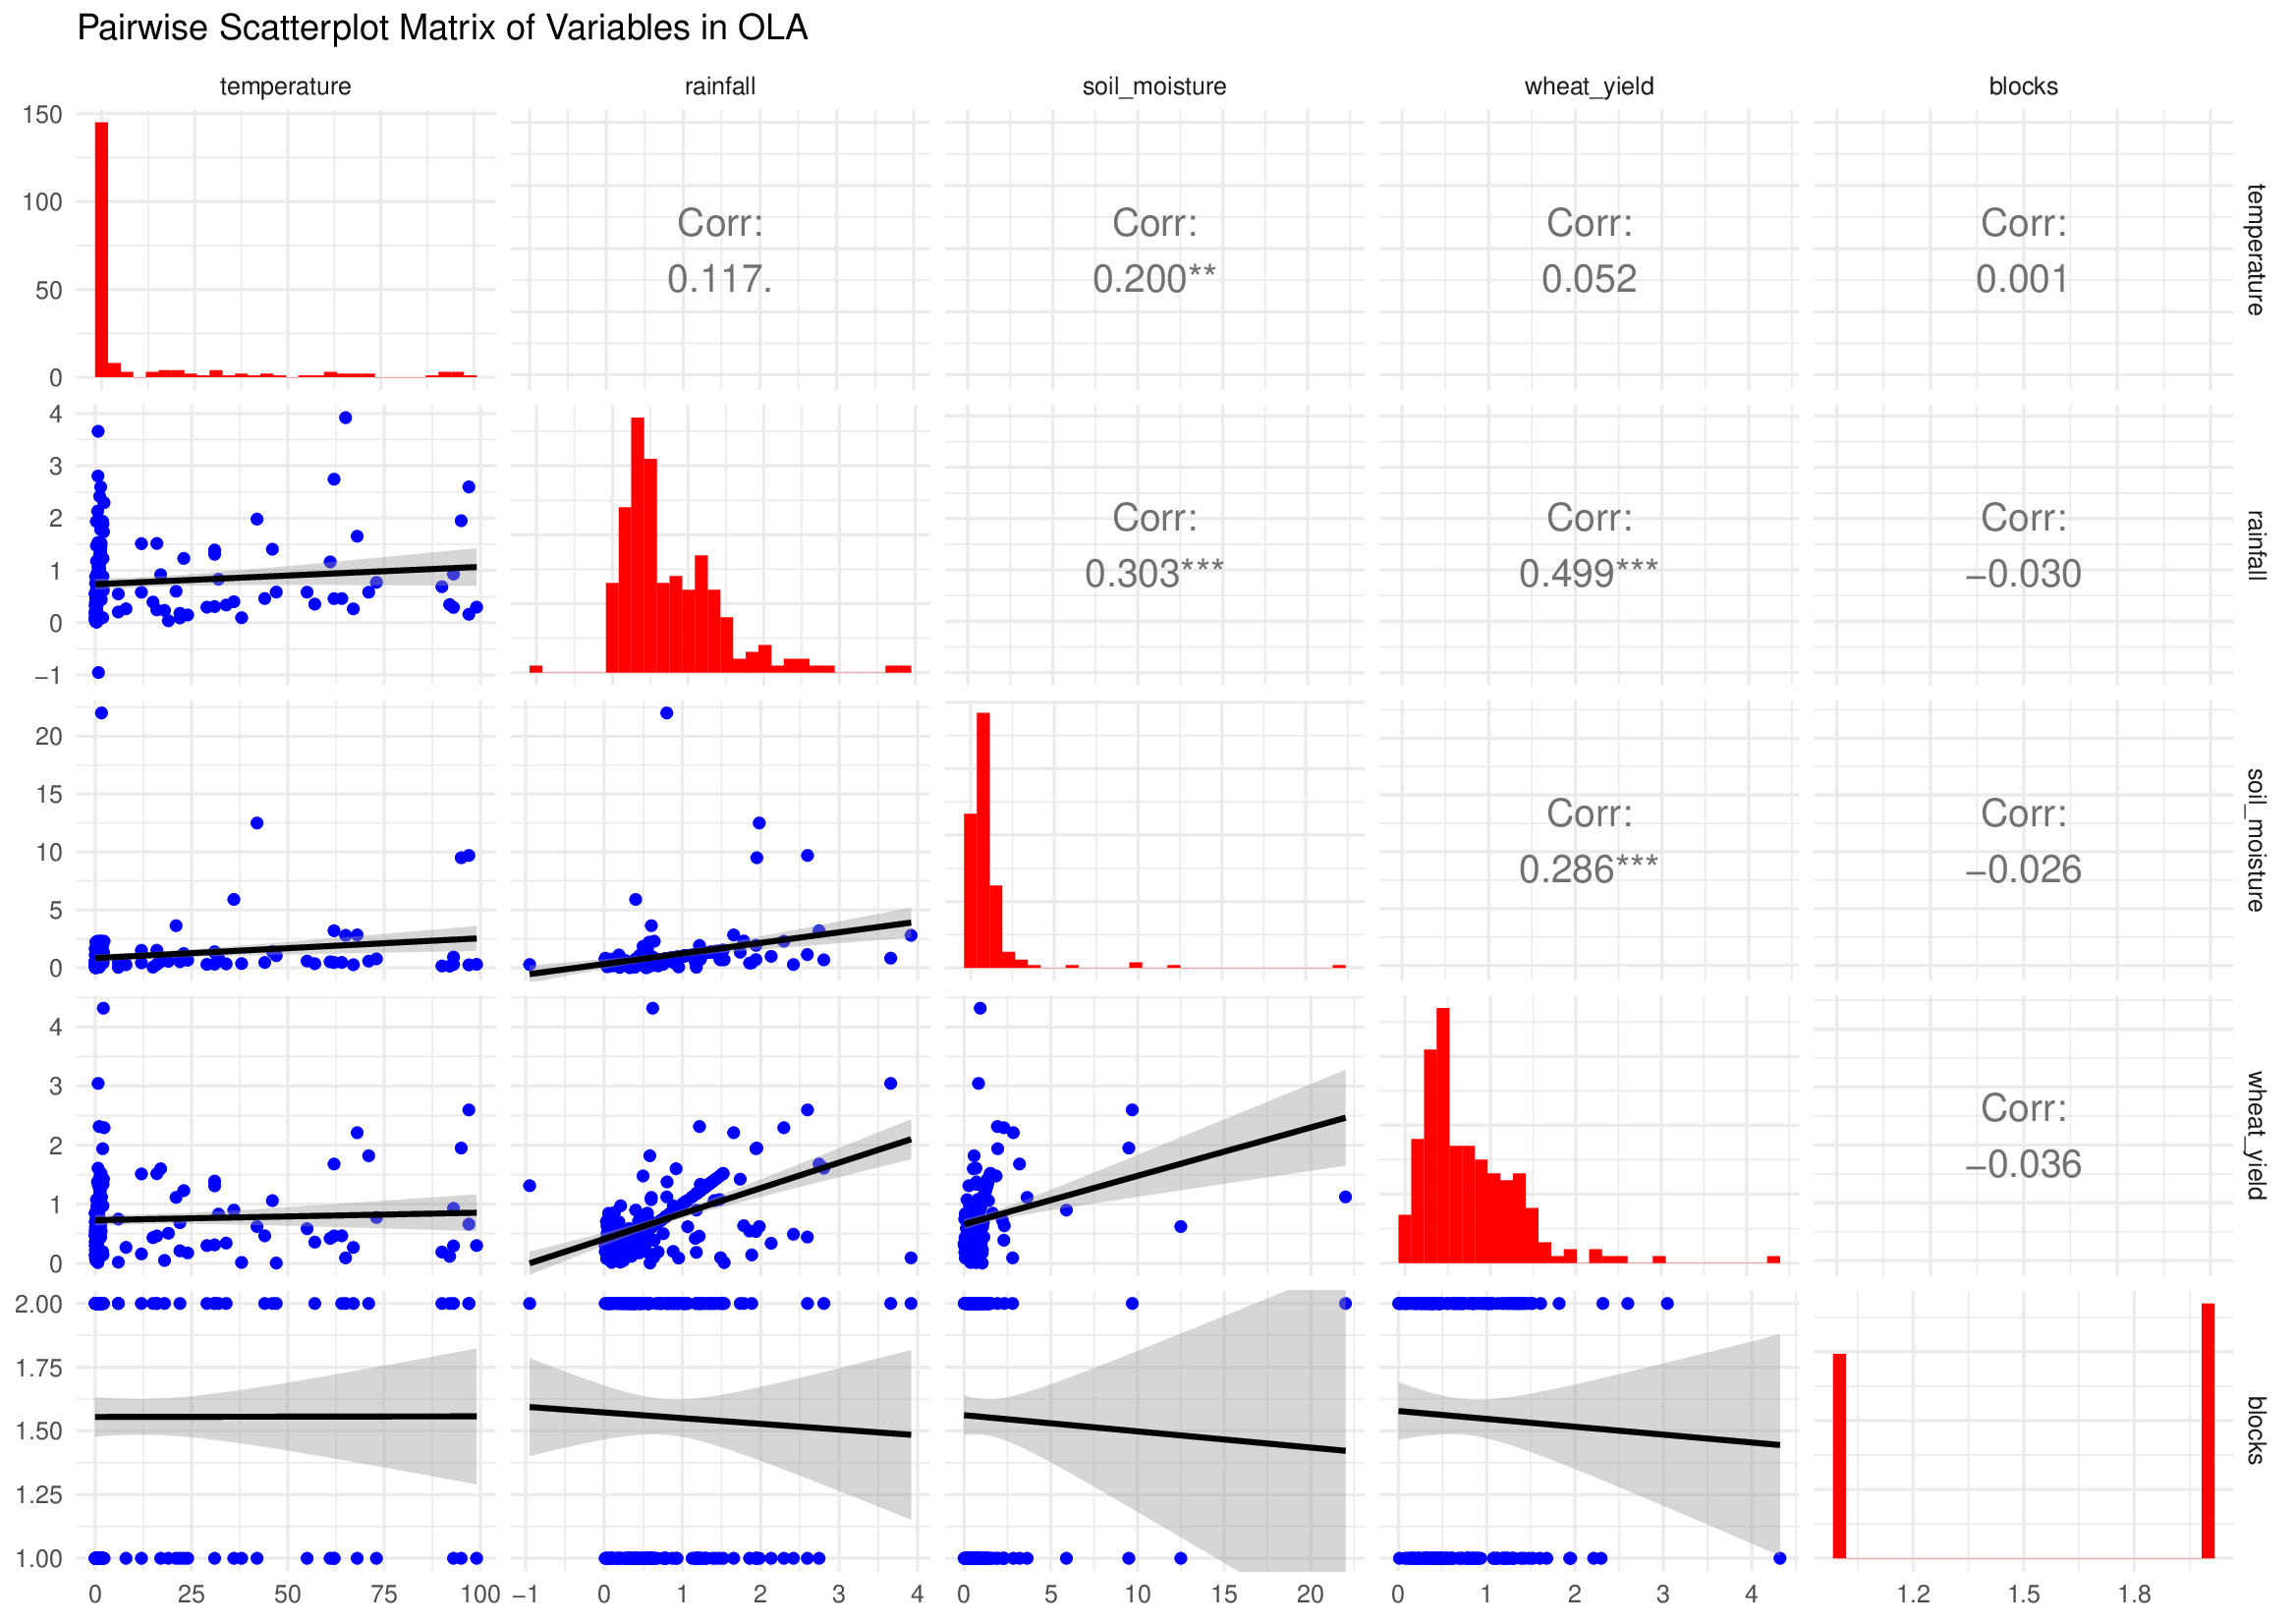 Pairwise Scatterplot Matrix of Variables in OLA
temperature rainfall soil_moisture wheat_yield blocks
150
100
50
0
Corr:
0.117.
Corr:
0.200**
Corr:
0.052
Corr:
0.001
temperature
4
3
2
1
0
−1
Corr:
0.303***
Corr:
0.499***
Corr:
−0.030
rainfall
20
15
10
5
0
Corr:
0.286***
Corr:
−0.026
soil_moisture
4
3
2
1
0
Corr:
−0.036
wheat_yield
2.00
1.75
1.50
1.25
1.00
blocks
0 25 50 75 100 −1 0 1 2 3 4 0 5 10 15 20 0 1 2 3 4 1.2 1.5 1.8